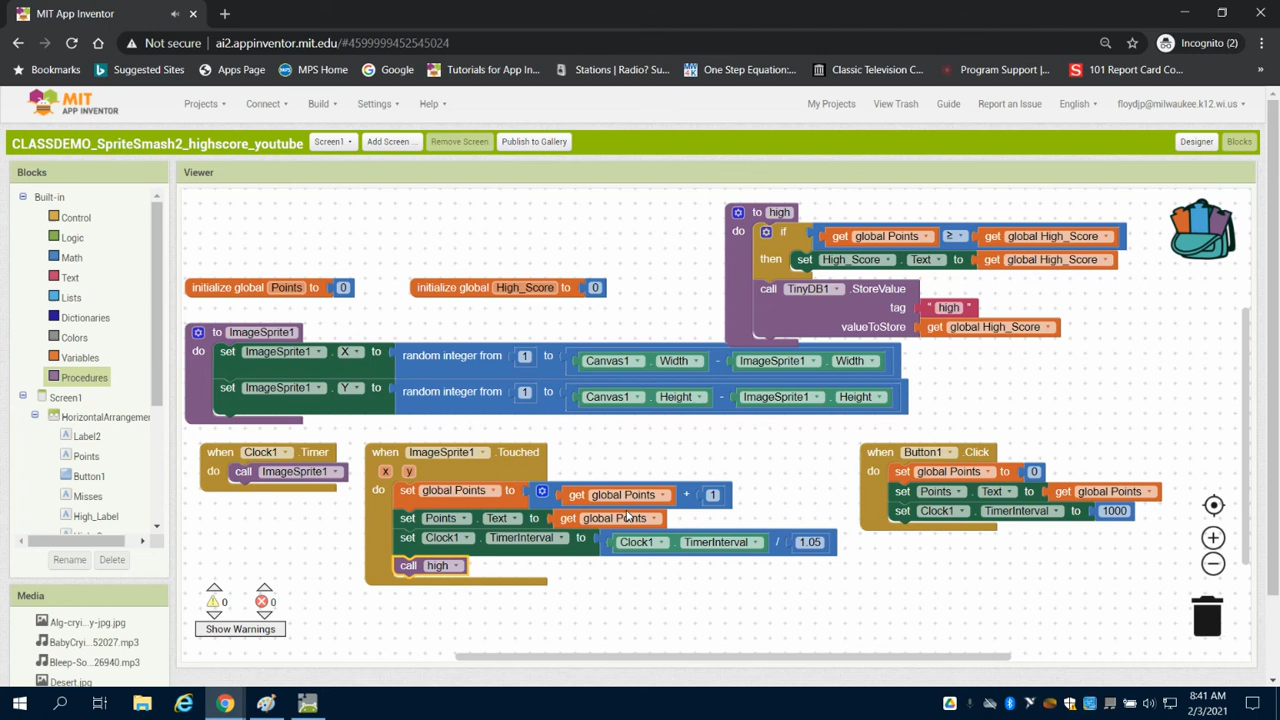 MIT App Inventor
Not secure
ai2.appinventor.mit.edu/#4599999452545024
Incognito (2)
Bookmarks
Suggested Sites
Apps Page
MPS Home
Google
Tutorials for App In...
Stations | Radio? Su...
One Step Equation:...
Classic Television C...
Program Support |...
101 Report Card Co...
»
MIT
APP INVENTOR
Projects
Connect
Build
Settings
Help
My Projects
View Trash
Guide
Report an Issue
English
floydjp@milwaukee.k12.wi.us
CLASSDEMO_SpriteSmash2_highscore_youtube
Screen1
Add Screen ...
Remove Screen
Publish to Gallery
Designer
Blocks
Blocks
Viewer
Built-in
Control
Logic
Math
Text
Lists
Dictionaries
Colors
Variables
Procedures
Screen1
HorizontalArrangeme
Label2
Points
Button1
Misses
High_Label
Rename
Delete
Media
Alg-cryi...y-jpg.jpg
BabyCryi...52027.mp3
Bleep-So...26940.mp3
Desert.jpg
to high
do if get global Points ≥ get global High_Score
then set High_Score . Text to get global High_Score
call TinyDB1 .StoreValue
tag " high "
valueToStore get global High_Score
initialize global Points to 0
initialize global High_Score to 0
to ImageSprite1
do set ImageSprite1 . X to random integer from 1 to Canvas1 . Width - ImageSprite1 . Width
set ImageSprite1 . Y to random integer from 1 to Canvas1 . Height - ImageSprite1 . Height
when Clock1 .Timer
do call ImageSprite1
when ImageSprite1 .Touched
x y
do set global Points to get global Points + 1
set Points . Text to get global Points
set Clock1 . TimerInterval to Clock1 . TimerInterval / 1.05
call high
when Button1 .Click
do set global Points to 0
set Points . Text to get global Points
set Clock1 . TimerInterval to 1000
0
0
Show Warnings
8:41 AM
2/3/2021